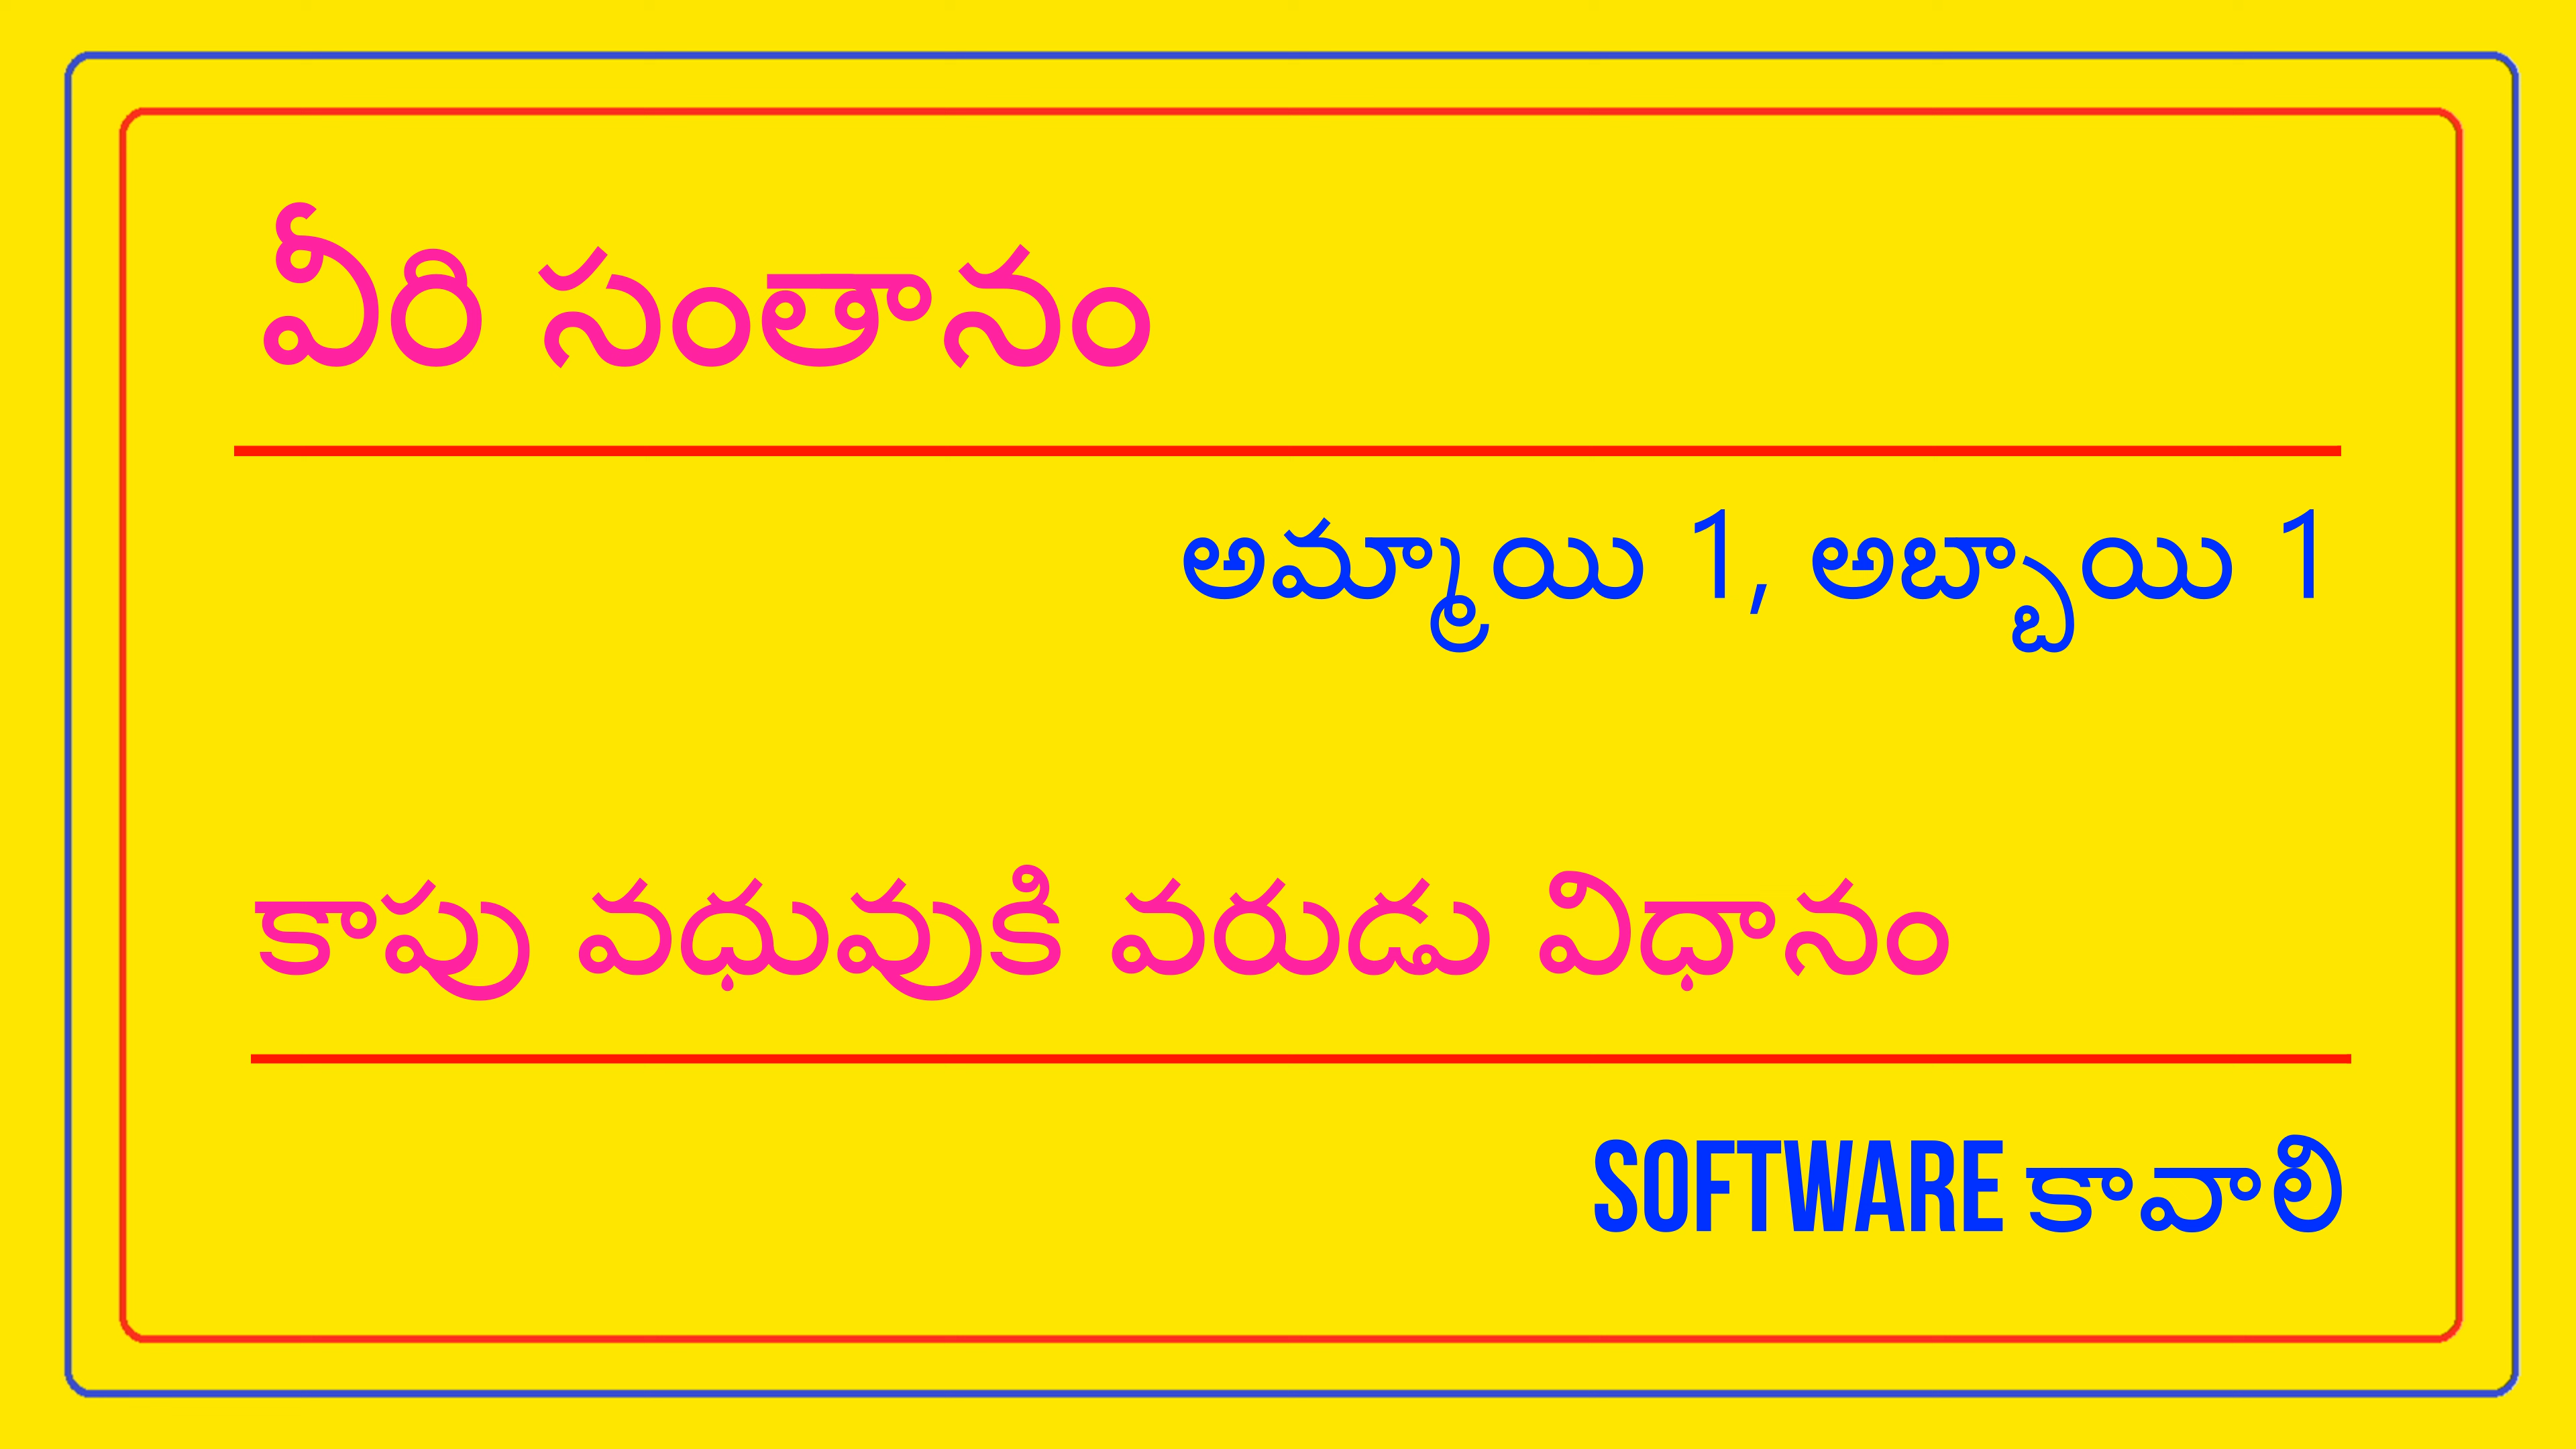 వీరి సంతానం
అమ్మాయి 1, అబ్బాయి 1
కాపు వధువుకి వరుడు విధానం
SOFTWARE కావాలి